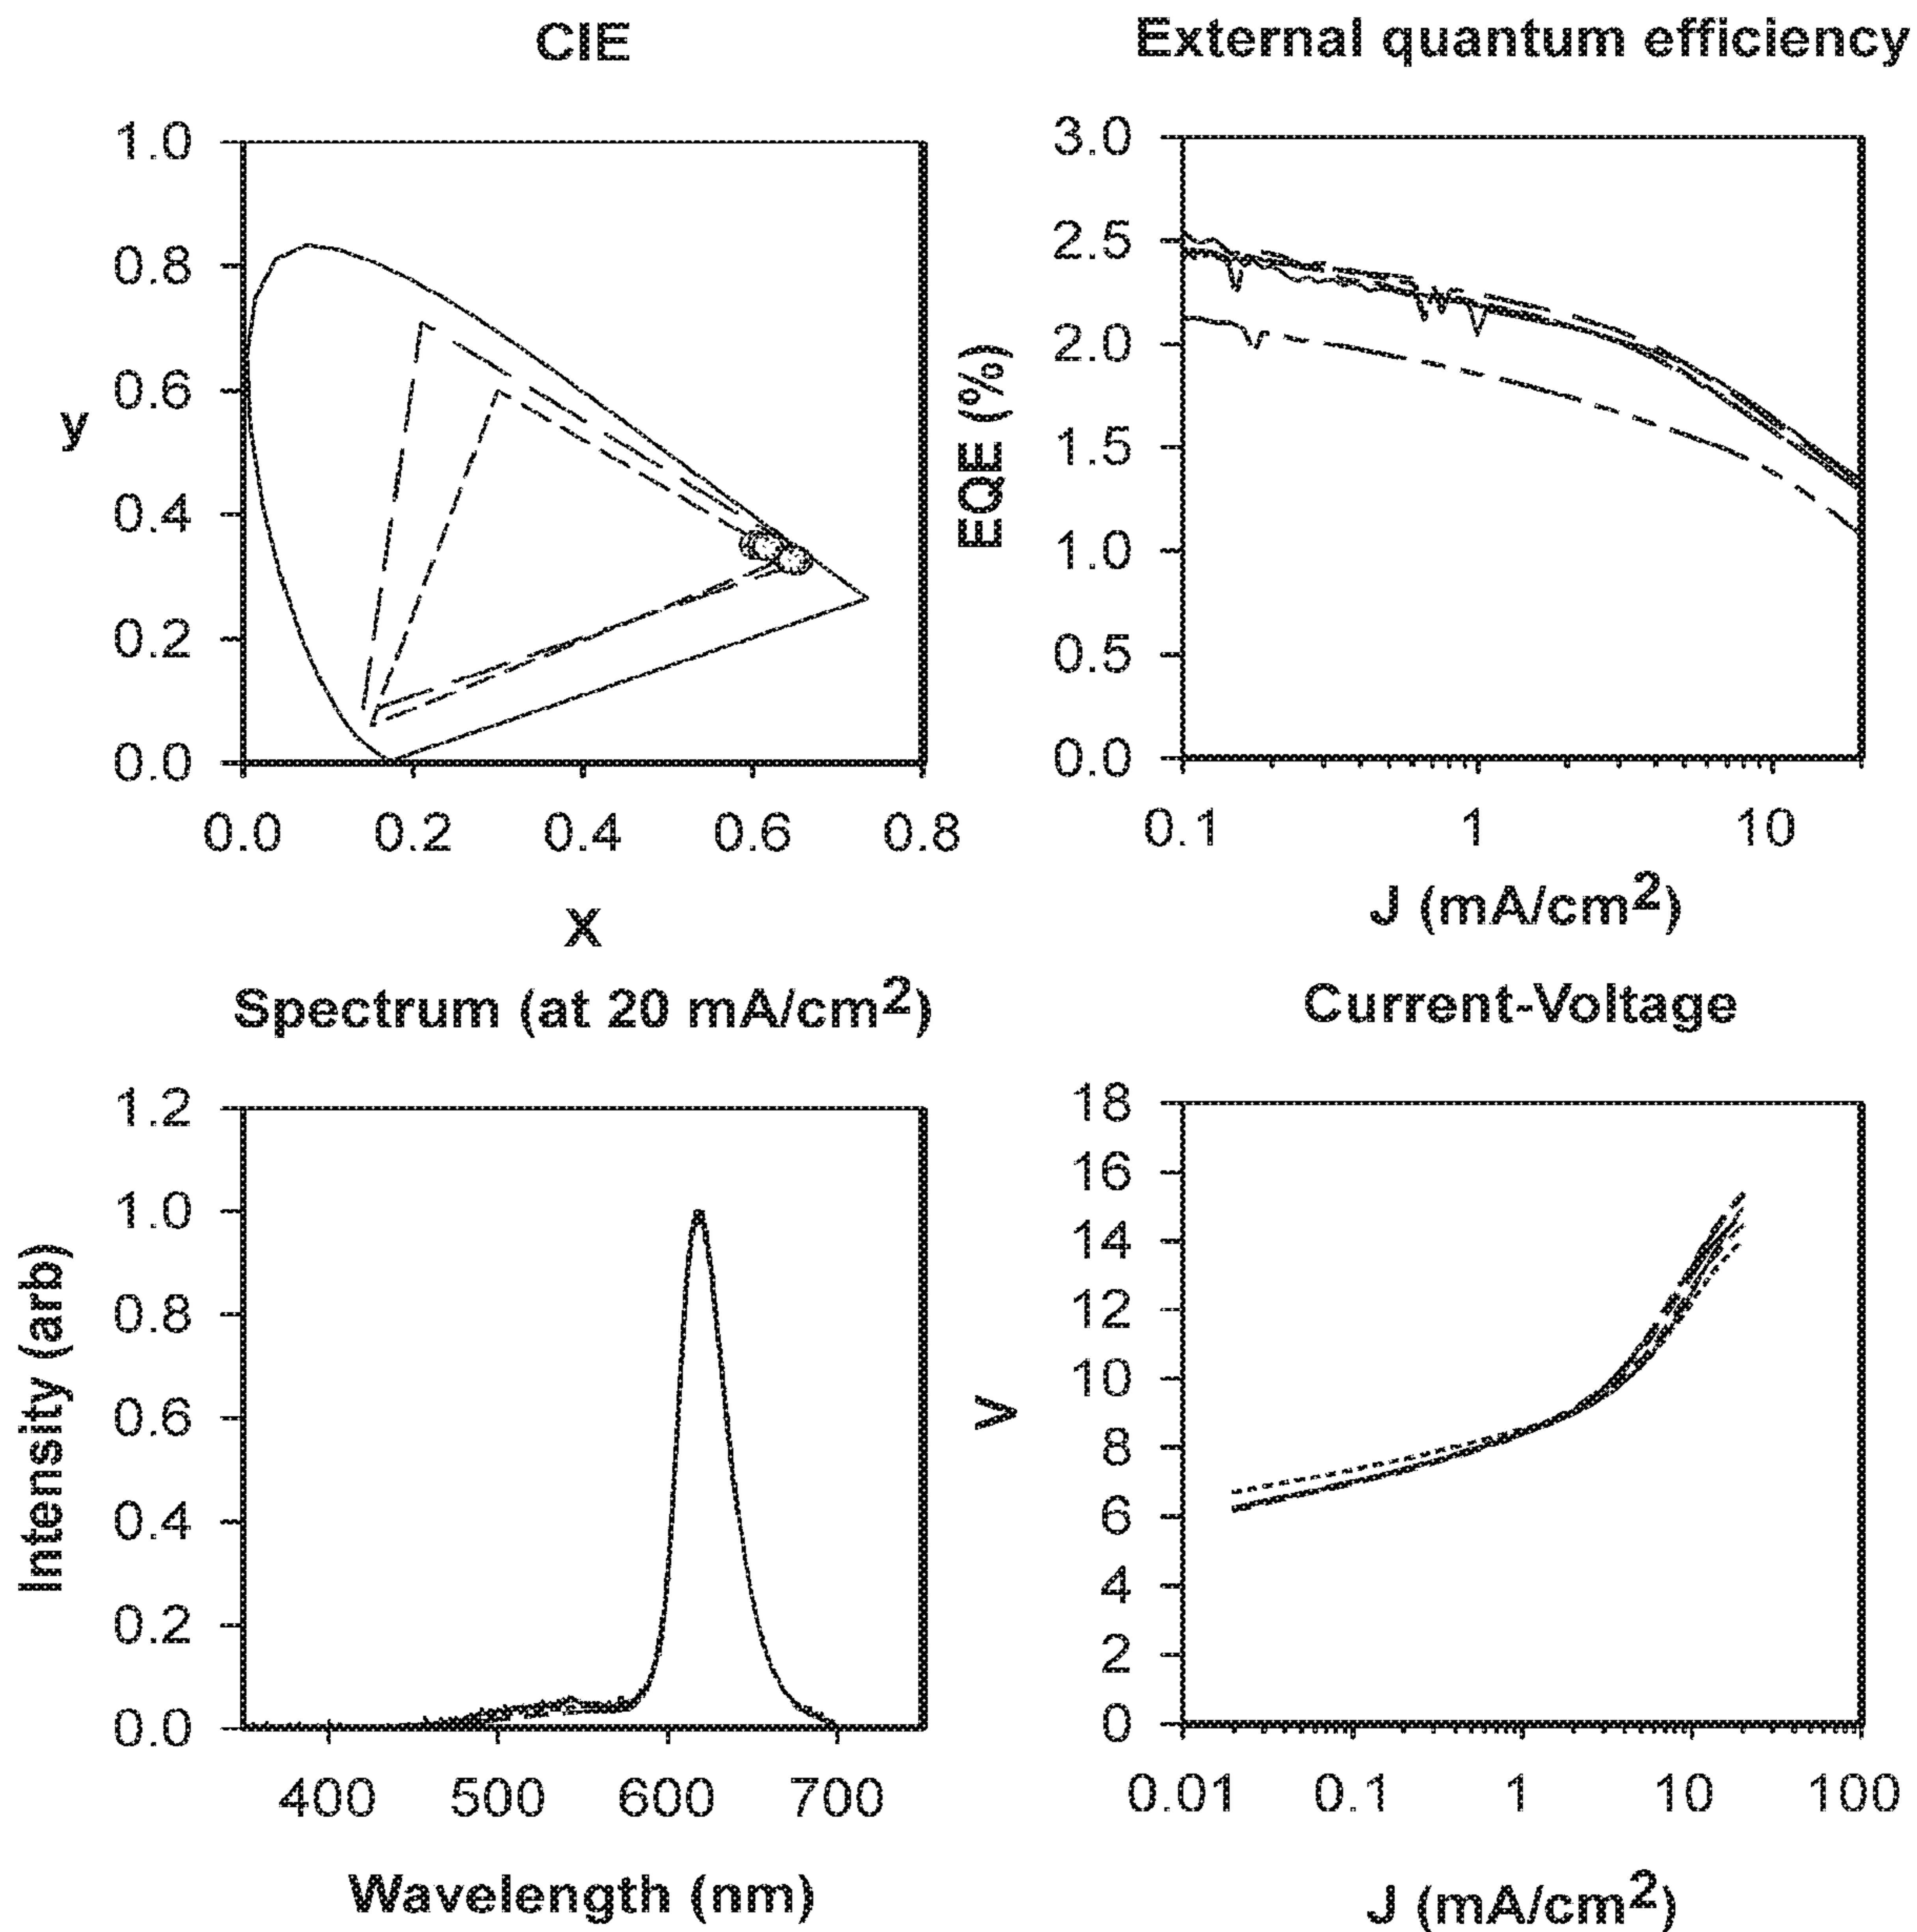 CIE
1.0
0.8
0.6
0.4
0.2
0.0
y
0.0 0.2 0.4 0.6 0.8
X
External quantum efficiency
3.0
2.5
2.0
1.5
1.0
0.5
0.0
EQE (%)
0.1 1 10
J (mA/cm²)
Spectrum (at 20 mA/cm²)
1.2
1.0
0.8
0.6
0.4
0.2
0.0
Intensity (arb)
400 500 600 700
Wavelength (nm)
Current-Voltage
18
16
14
12
10
8
6
4
2
0
V
0.01 0.1 1 10 100
J (mA/cm²)